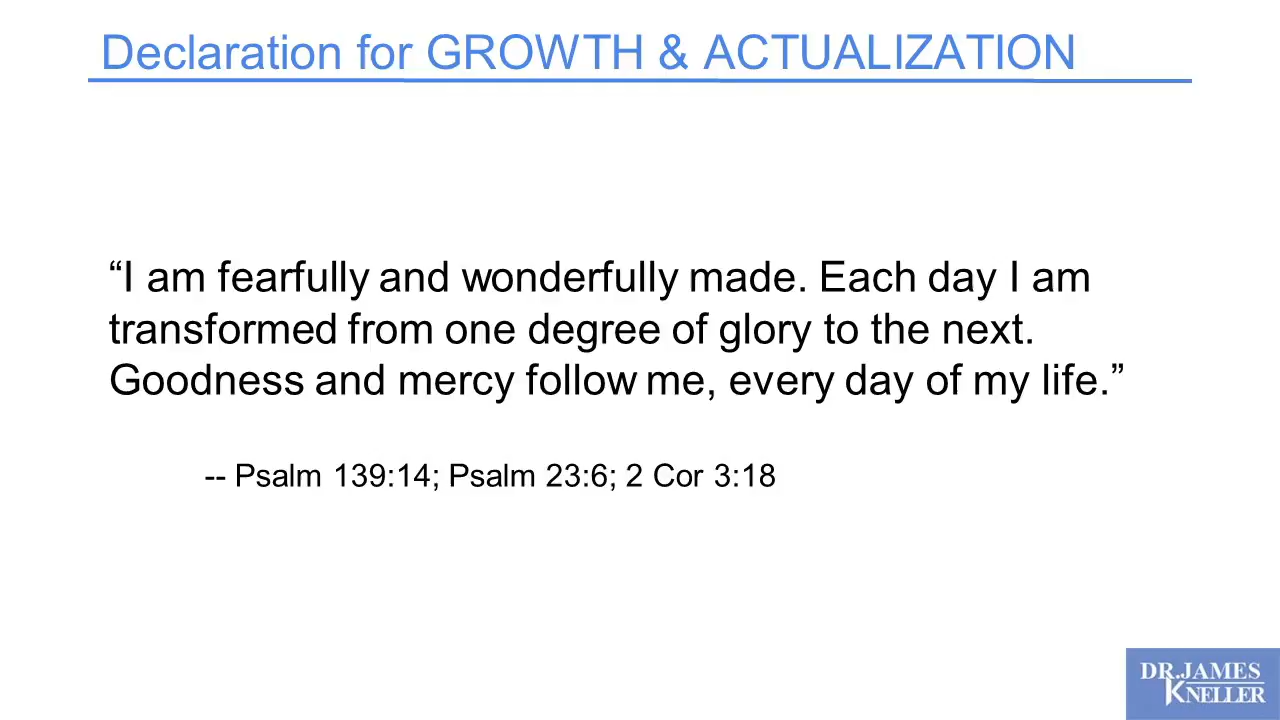 Declaration for GROWTH & ACTUALIZATION
“I am fearfully and wonderfully made. Each day I am
transformed from one degree of glory to the next.
Goodness and mercy follow me, every day of my life.”
-- Psalm 139:14; Psalm 23:6; 2 Cor 3:18
DR.JAMES
KNELLER